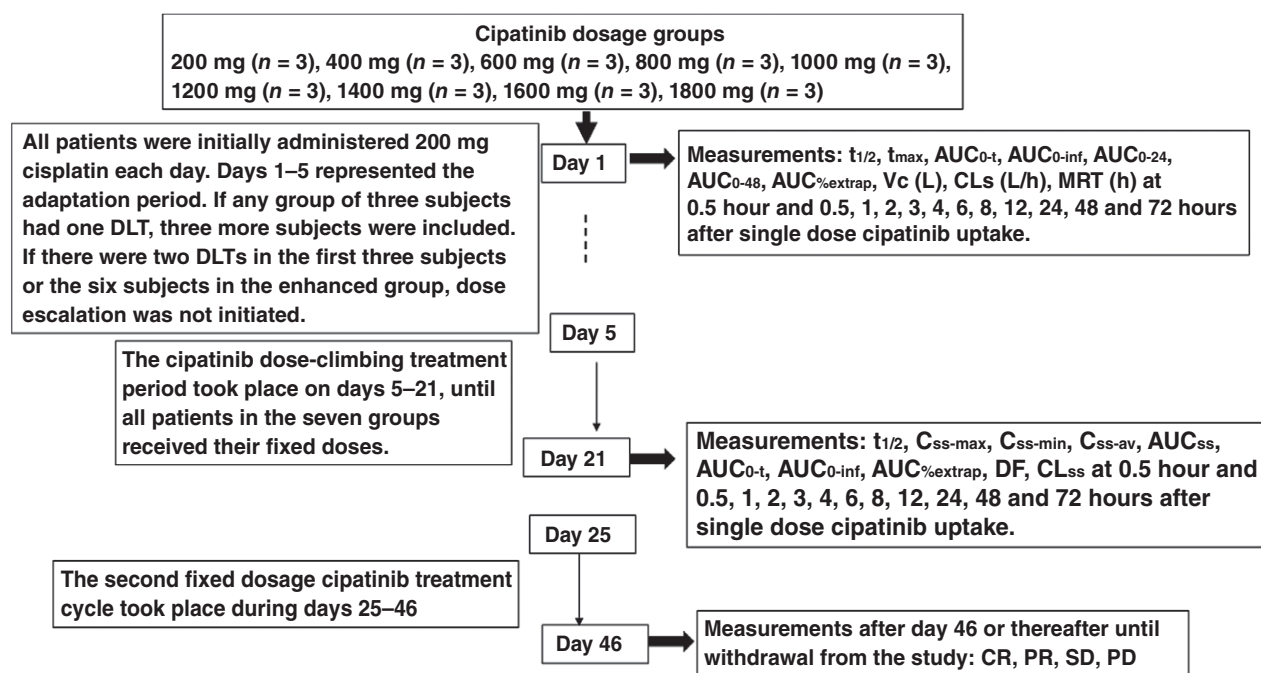 Cipatinib dosage groups
200 mg (n = 3), 400 mg (n = 3), 600 mg (n = 3), 800 mg (n = 3), 1000 mg (n = 3),
1200 mg (n = 3), 1400 mg (n = 3), 1600 mg (n = 3), 1800 mg (n = 3)
All patients were initially administered 200 mg
cisplatin each day. Days 1–5 represented the
adaptation period. If any group of three subjects
had one DLT, three more subjects were included.
If there were two DLTs in the first three subjects
or the six subjects in the enhanced group, dose
escalation was not initiated.
Day 1
Measurements: t1/2, tmax, AUC0-t, AUC0-inf, AUC0-24,
AUC0-48, AUC%extrap, Vc (L), CLs (L/h), MRT (h) at
0.5 hour and 0.5, 1, 2, 3, 4, 6, 8, 12, 24, 48 and 72 hours
after single dose cipatinib uptake.
Day 5
The cipatinib dose-climbing treatment
period took place on days 5–21, until
all patients in the seven groups
received their fixed doses.
Day 21
Measurements: t1/2, Css-max, Css-min, Css-av, AUCss,
AUC0-t, AUC0-inf, AUC%extrap, DF, CLss at 0.5 hour and
0.5, 1, 2, 3, 4, 6, 8, 12, 24, 48 and 72 hours after
single dose cipatinib uptake.
Day 25
The second fixed dosage cipatinib treatment
cycle took place during days 25–46
Day 46
Measurements after day 46 or thereafter until
withdrawal from the study: CR, PR, SD, PD